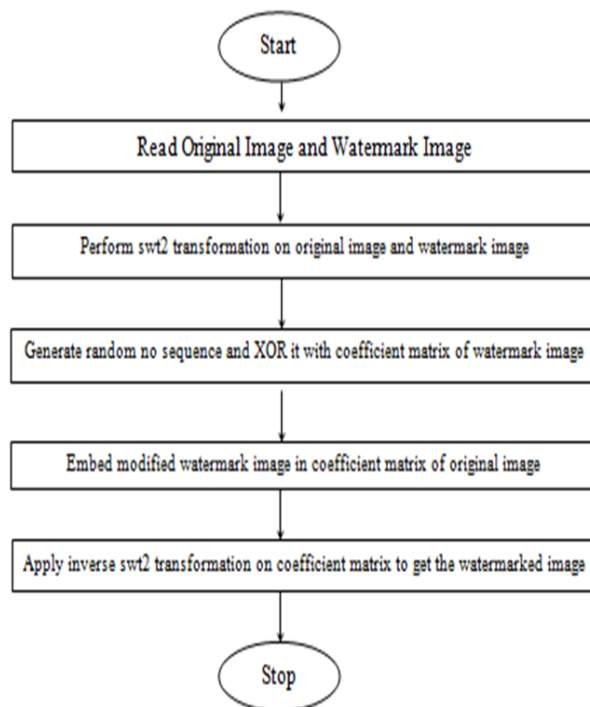 Start
Read Original Image and Watermark Image
Perform swt2 transformation on original image and watermark image
Generate random no sequence and XOR it with coefficient matrix of watermark image
Embed modified watermark image in coefficient matrix of original image
Apply inverse swt2 transformation on coefficient matrix to get the watermarked image
Stop